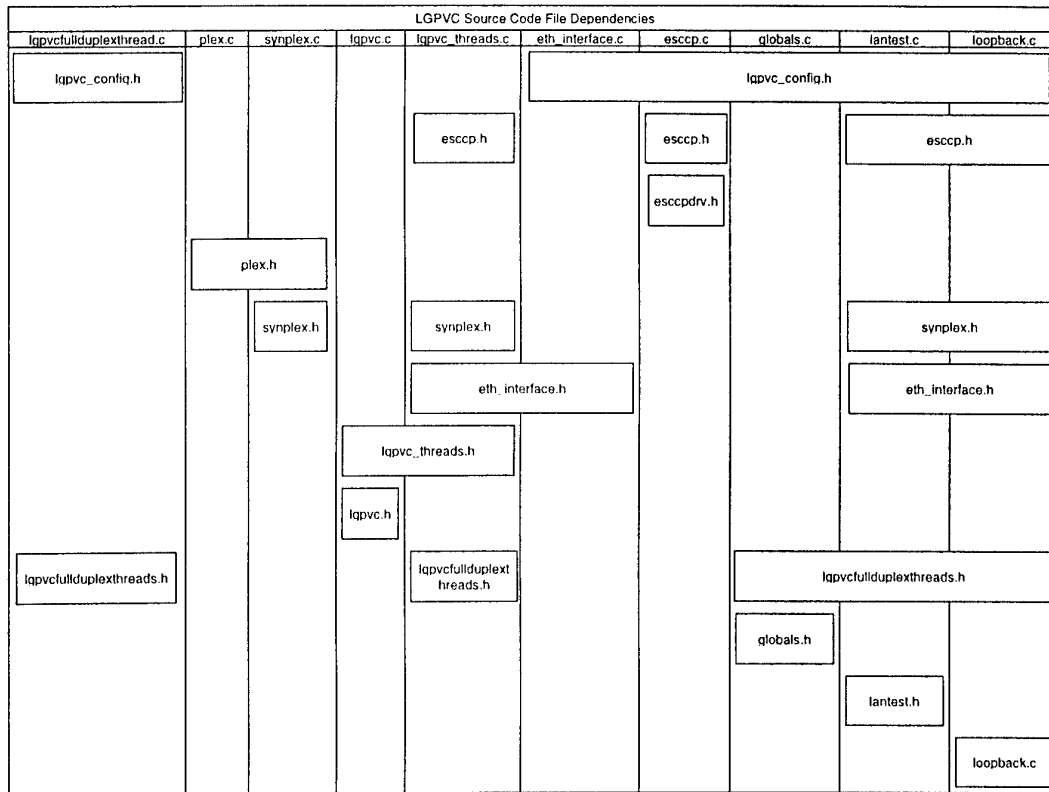 LGPVC Source Code File Dependencies
lgpvcfullduplexthread.c plex.c synplex.c lgpvc.c lgpvc_threads.c eth_interface.c esccp.c globals.c lantest.c loopback.c
lgpvc_config.h lgpvc_config.h
esccp.h esccp.h esccp.h
esccpdrv.h
plex.h
synplex.h synplex.h synplex.h
eth_interface.h eth_interface.h
lgpvc_threads.h
lgpvc.h
lgpvcfullduplexthreads.h lgpvcfullduplext lgpvcfullduplexthreads.h
hreads.h
globals.h
lantest.h
loopback.c